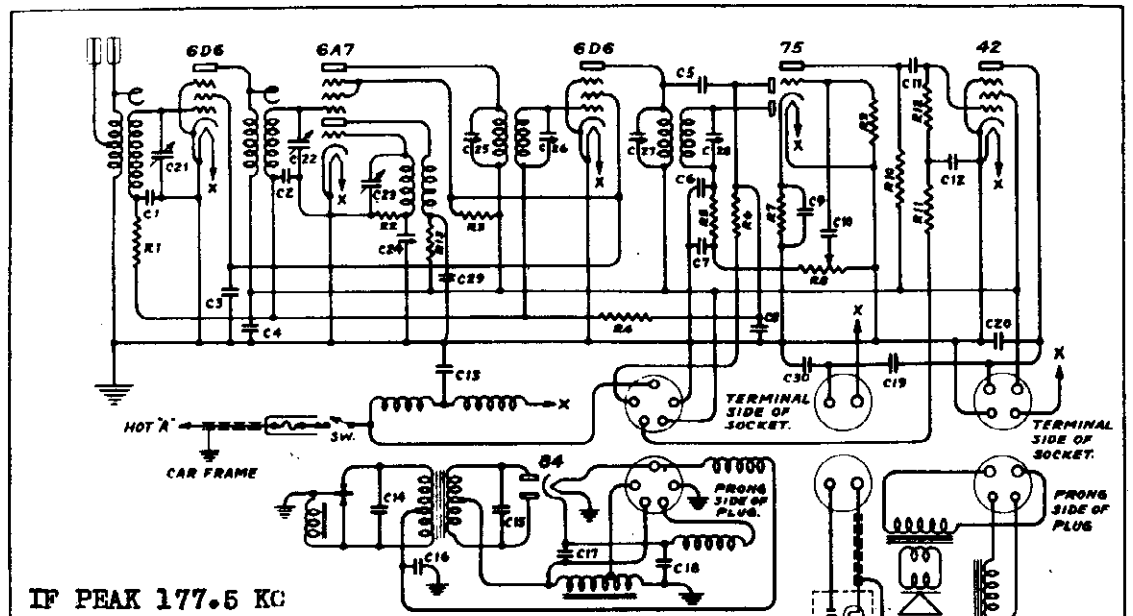 6D6 6A7 6D6 75 42
C5
C11
R13
R9
C21 C22 C25 C26 C27 C28
C23
C12
C2
C6
R10
C1
R5 R6 R7 C9 C10
R11
R1
R2 R3
C24 R12
C7
C3
C29
R8
C4
R4
C8
X
C20
C13
C30
C19
X
X
TERMINAL
SIDE OF
SOCKET.
HOT "A"
SW.
TERMINAL
SIDE OF
SOCKET.
CAR FRAME
84
PRONG
SIDE OF
PLUG.
PRONG
SIDE OF
PLUG
C14
C15
C16
C17
C18
IF PEAK 177.5 KC